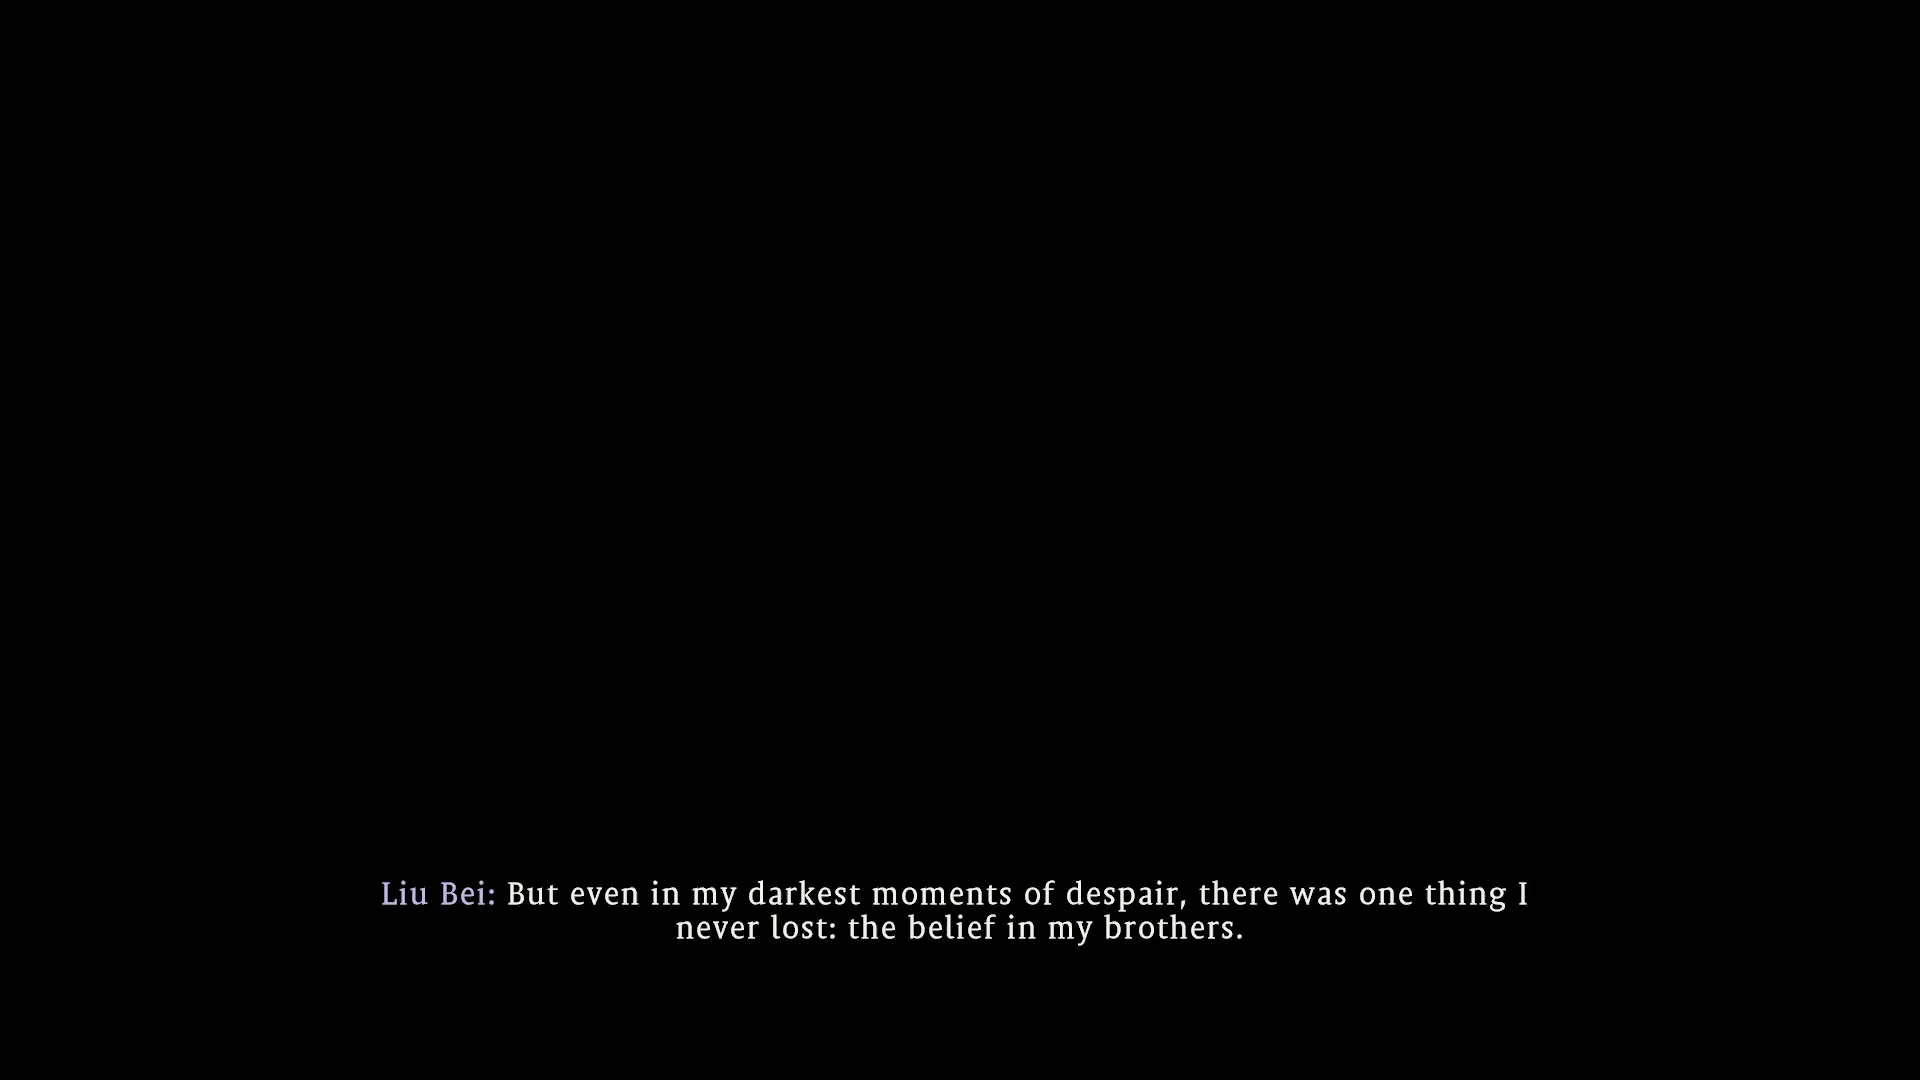 Liu Bei: But even in my darkest moments of despair, there was one thing I
never lost: the belief in my brothers.